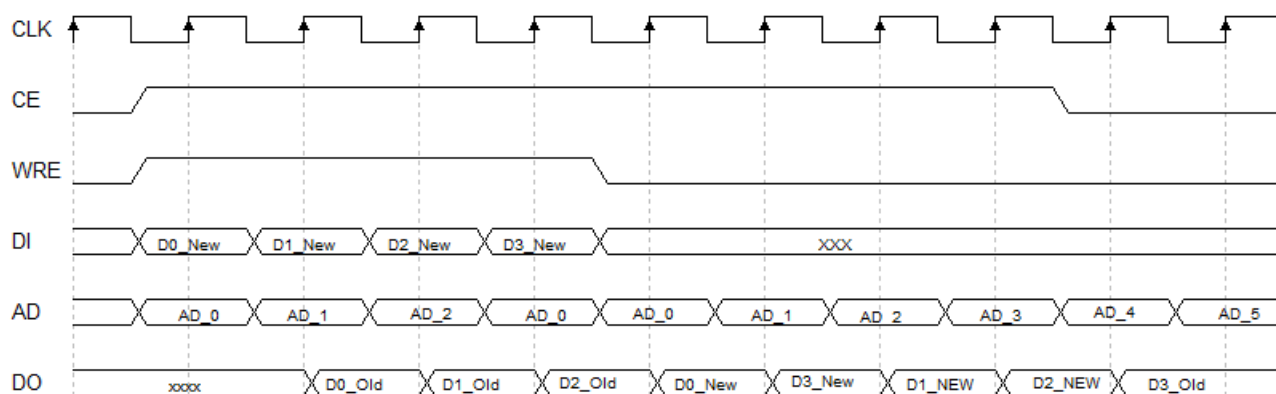 CLK
CE
WRE
DI D0_New D1_New D2_New D3_New XXX
AD AD_0 AD_1 AD_2 AD_0 AD_0 AD_1 AD_2 AD_3 AD_4 AD_5
DO xxxx D0_Old D1_Old D2_Old D0_New D3_New D1_NEW D2_NEW D3_Old